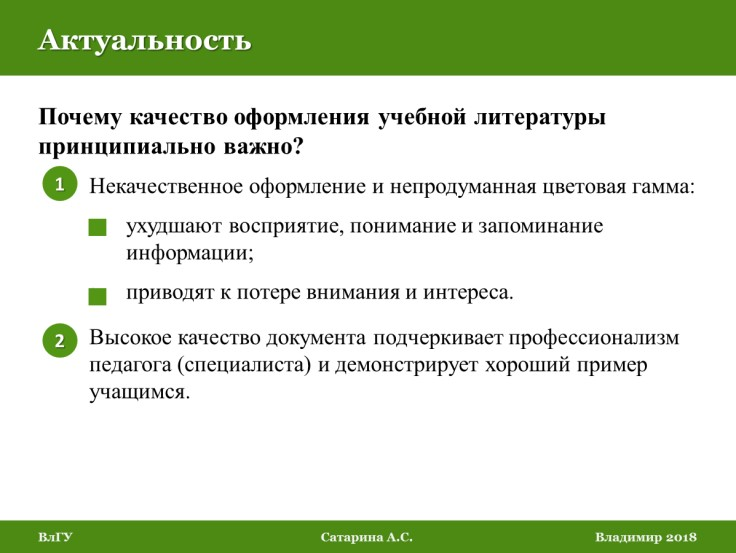 Актуальность
Почему качество оформления учебной литературы
принципиально важно?
1 Некачественное оформление и непродуманная цветовая гамма:
ухудшают восприятие, понимание и запоминание
информации;
приводят к потере внимания и интереса.
2 Высокое качество документа подчеркивает профессионализм
педагога (специалиста) и демонстрирует хороший пример
учащимся.
ВлГУ Сатарина А.С. Владимир 2018